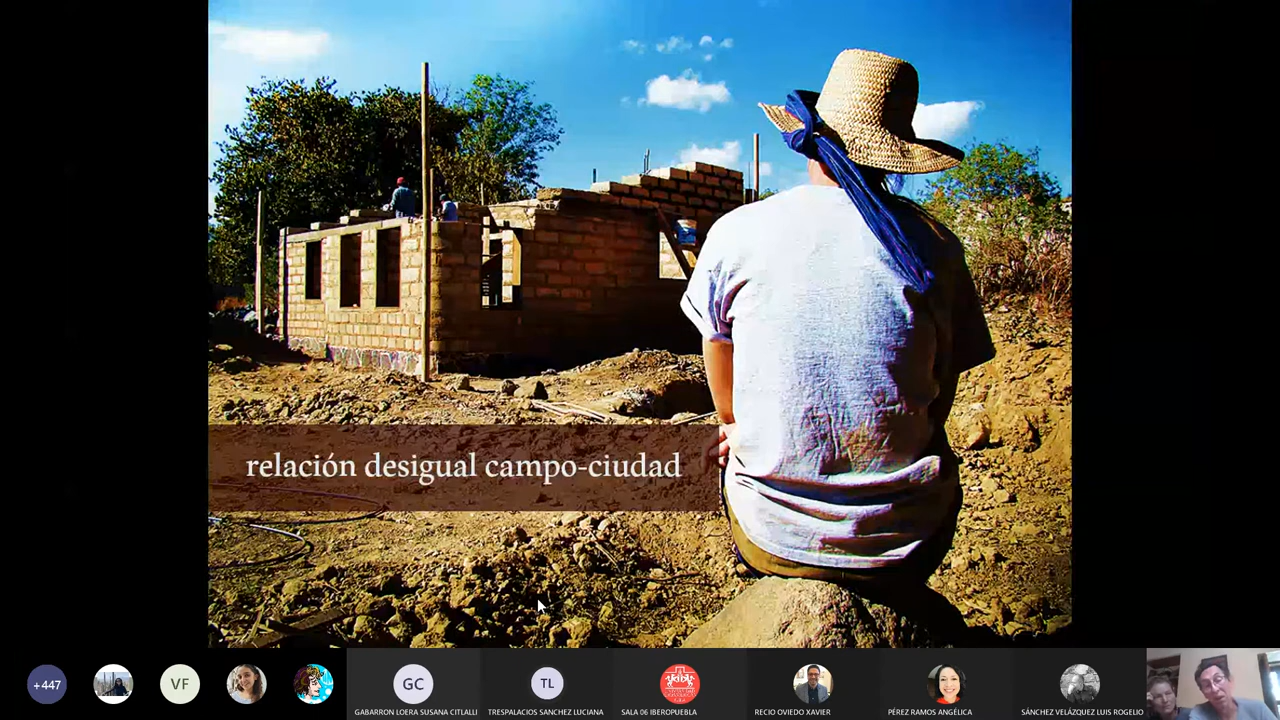 relación desigual campo-ciudad
+447
VF
GC
TL
GABARRON LOERA SUSANA CITLALLI
TRESPALACIOS SANCHEZ LUCIANA
SALA 06 IBEROPUEBLA
RECIO OVIEDO XAVIER
PÉREZ RAMOS ANGÉLICA
SÁNCHEZ VELÁZQUEZ LUIS ROGELIO